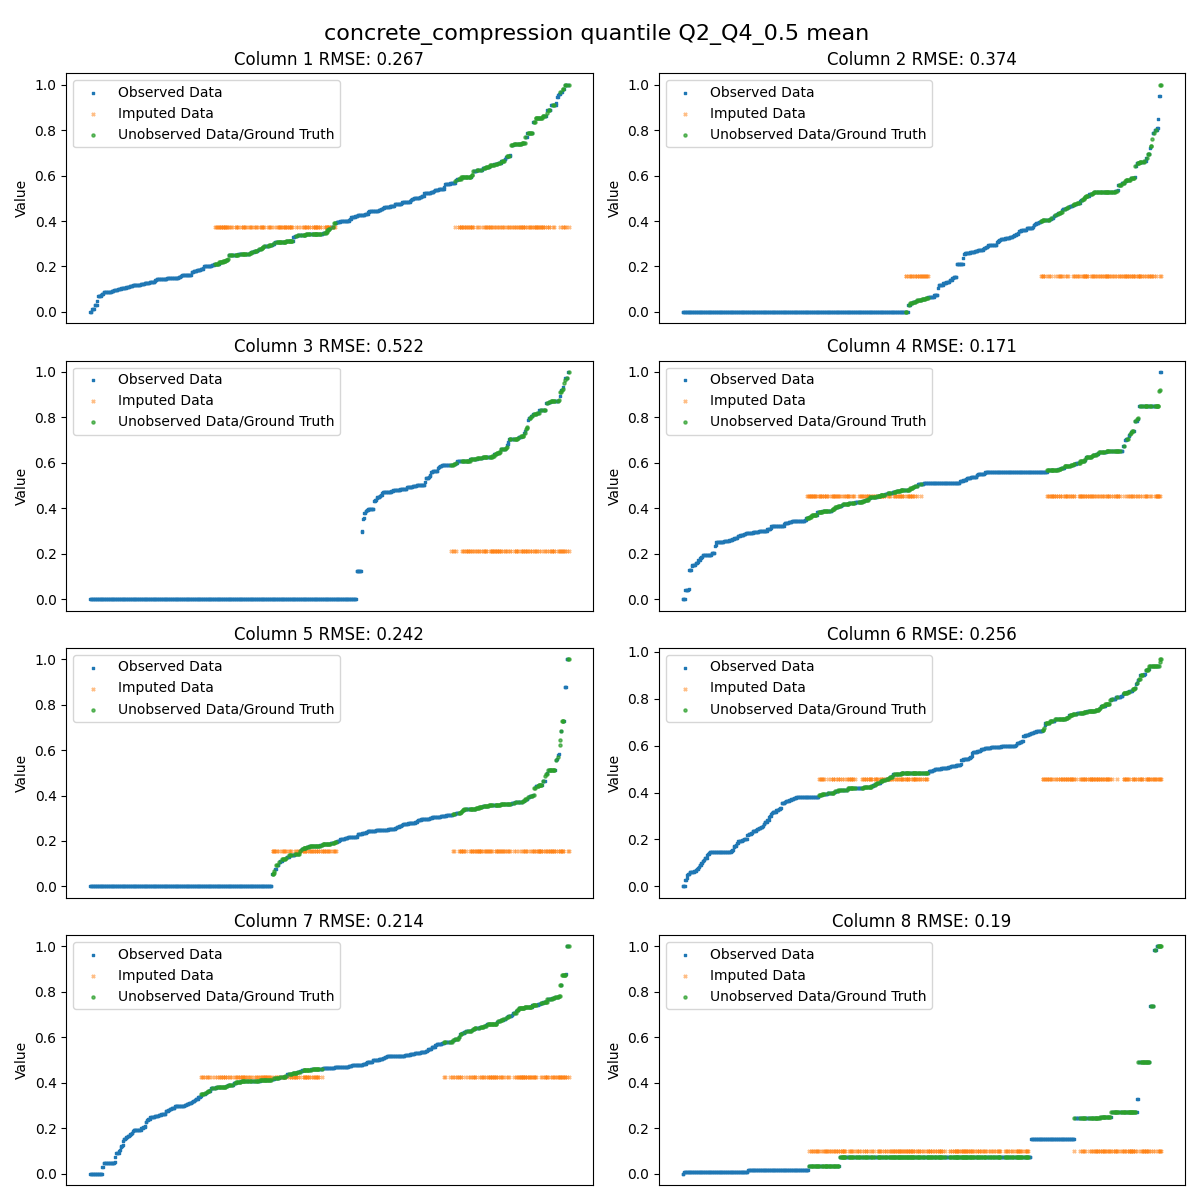 concrete_compression quantile Q2_Q4_0.5 mean
Column 1 RMSE: 0.267
1.0
0.8
0.6
0.4
0.2
0.0
Value
Observed Data
Imputed Data
Unobserved Data/Ground Truth
Column 2 RMSE: 0.374
1.0
0.8
0.6
0.4
0.2
0.0
Value
Observed Data
Imputed Data
Unobserved Data/Ground Truth
Column 3 RMSE: 0.522
1.0
0.8
0.6
0.4
0.2
0.0
Value
Observed Data
Imputed Data
Unobserved Data/Ground Truth
Column 4 RMSE: 0.171
1.0
0.8
0.6
0.4
0.2
0.0
Value
Observed Data
Imputed Data
Unobserved Data/Ground Truth
Column 5 RMSE: 0.242
1.0
0.8
0.6
0.4
0.2
0.0
Value
Observed Data
Imputed Data
Unobserved Data/Ground Truth
Column 6 RMSE: 0.256
1.0
0.8
0.6
0.4
0.2
0.0
Value
Observed Data
Imputed Data
Unobserved Data/Ground Truth
Column 7 RMSE: 0.214
1.0
0.8
0.6
0.4
0.2
0.0
Value
Observed Data
Imputed Data
Unobserved Data/Ground Truth
Column 8 RMSE: 0.19
1.0
0.8
0.6
0.4
0.2
0.0
Value
Observed Data
Imputed Data
Unobserved Data/Ground Truth